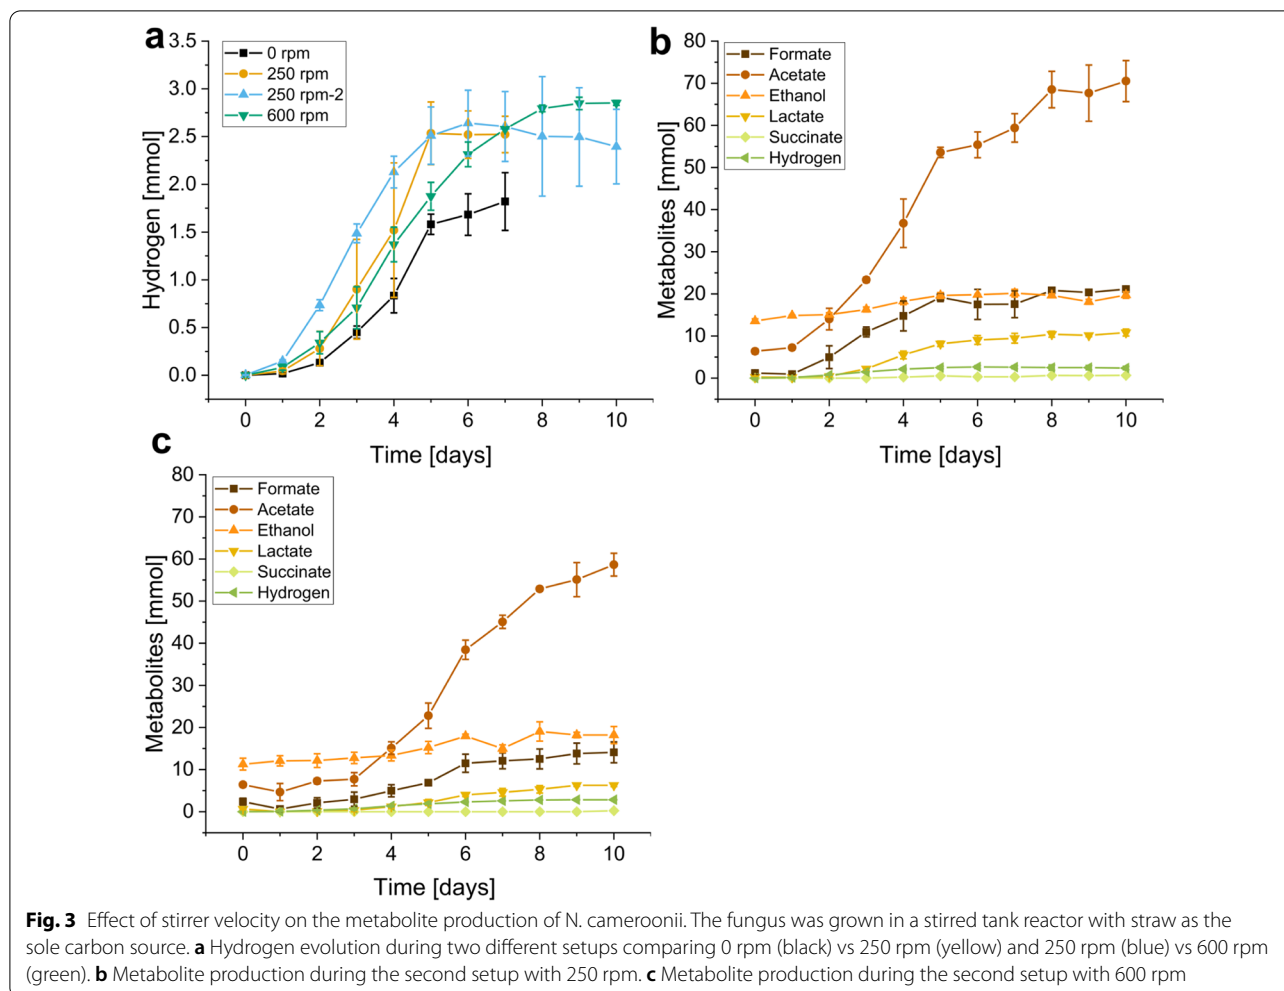 a
3.5
3.0
2.5
2.0
1.5
1.0
0.5
0.0
Hydrogen [mmol]
0 rpm
250 rpm
250 rpm-2
600 rpm
0 2 4 6 8 10
Time [days]
b
80
70
60
50
40
30
20
10
0
Metabolites [mmol]
Formate
Acetate
Ethanol
Lactate
Succinate
Hydrogen
0 2 4 6 8 10
Time [days]
c
80
70
60
50
40
30
20
10
0
Metabolites [mmol]
Formate
Acetate
Ethanol
Lactate
Succinate
Hydrogen
0 2 4 6 8 10
Time [days]
Fig. 3 Effect of stirrer velocity on the metabolite production of N. cameroonii. The fungus was grown in a stirred tank reactor with straw as the
sole carbon source. a Hydrogen evolution during two different setups comparing 0 rpm (black) vs 250 rpm (yellow) and 250 rpm (blue) vs 600 rpm
(green). b Metabolite production during the second setup with 250 rpm. c Metabolite production during the second setup with 600 rpm